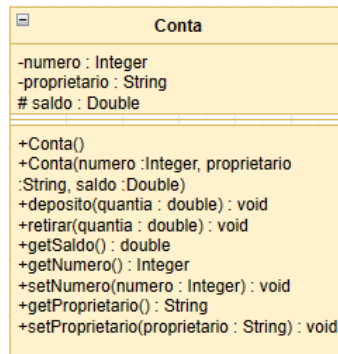 Conta
-numero : Integer
-proprietario : String
# saldo : Double
+Conta()
+Conta(numero :Integer, proprietario
:String, saldo :Double)
+deposito(quantia : double) : void
+retirar(quantia : double) : void
+getSaldo() : double
+getNumero() : Integer
+setNumero(numero : Integer) : void
+getProprietario() : String
+setProprietario(proprietario : String) : void